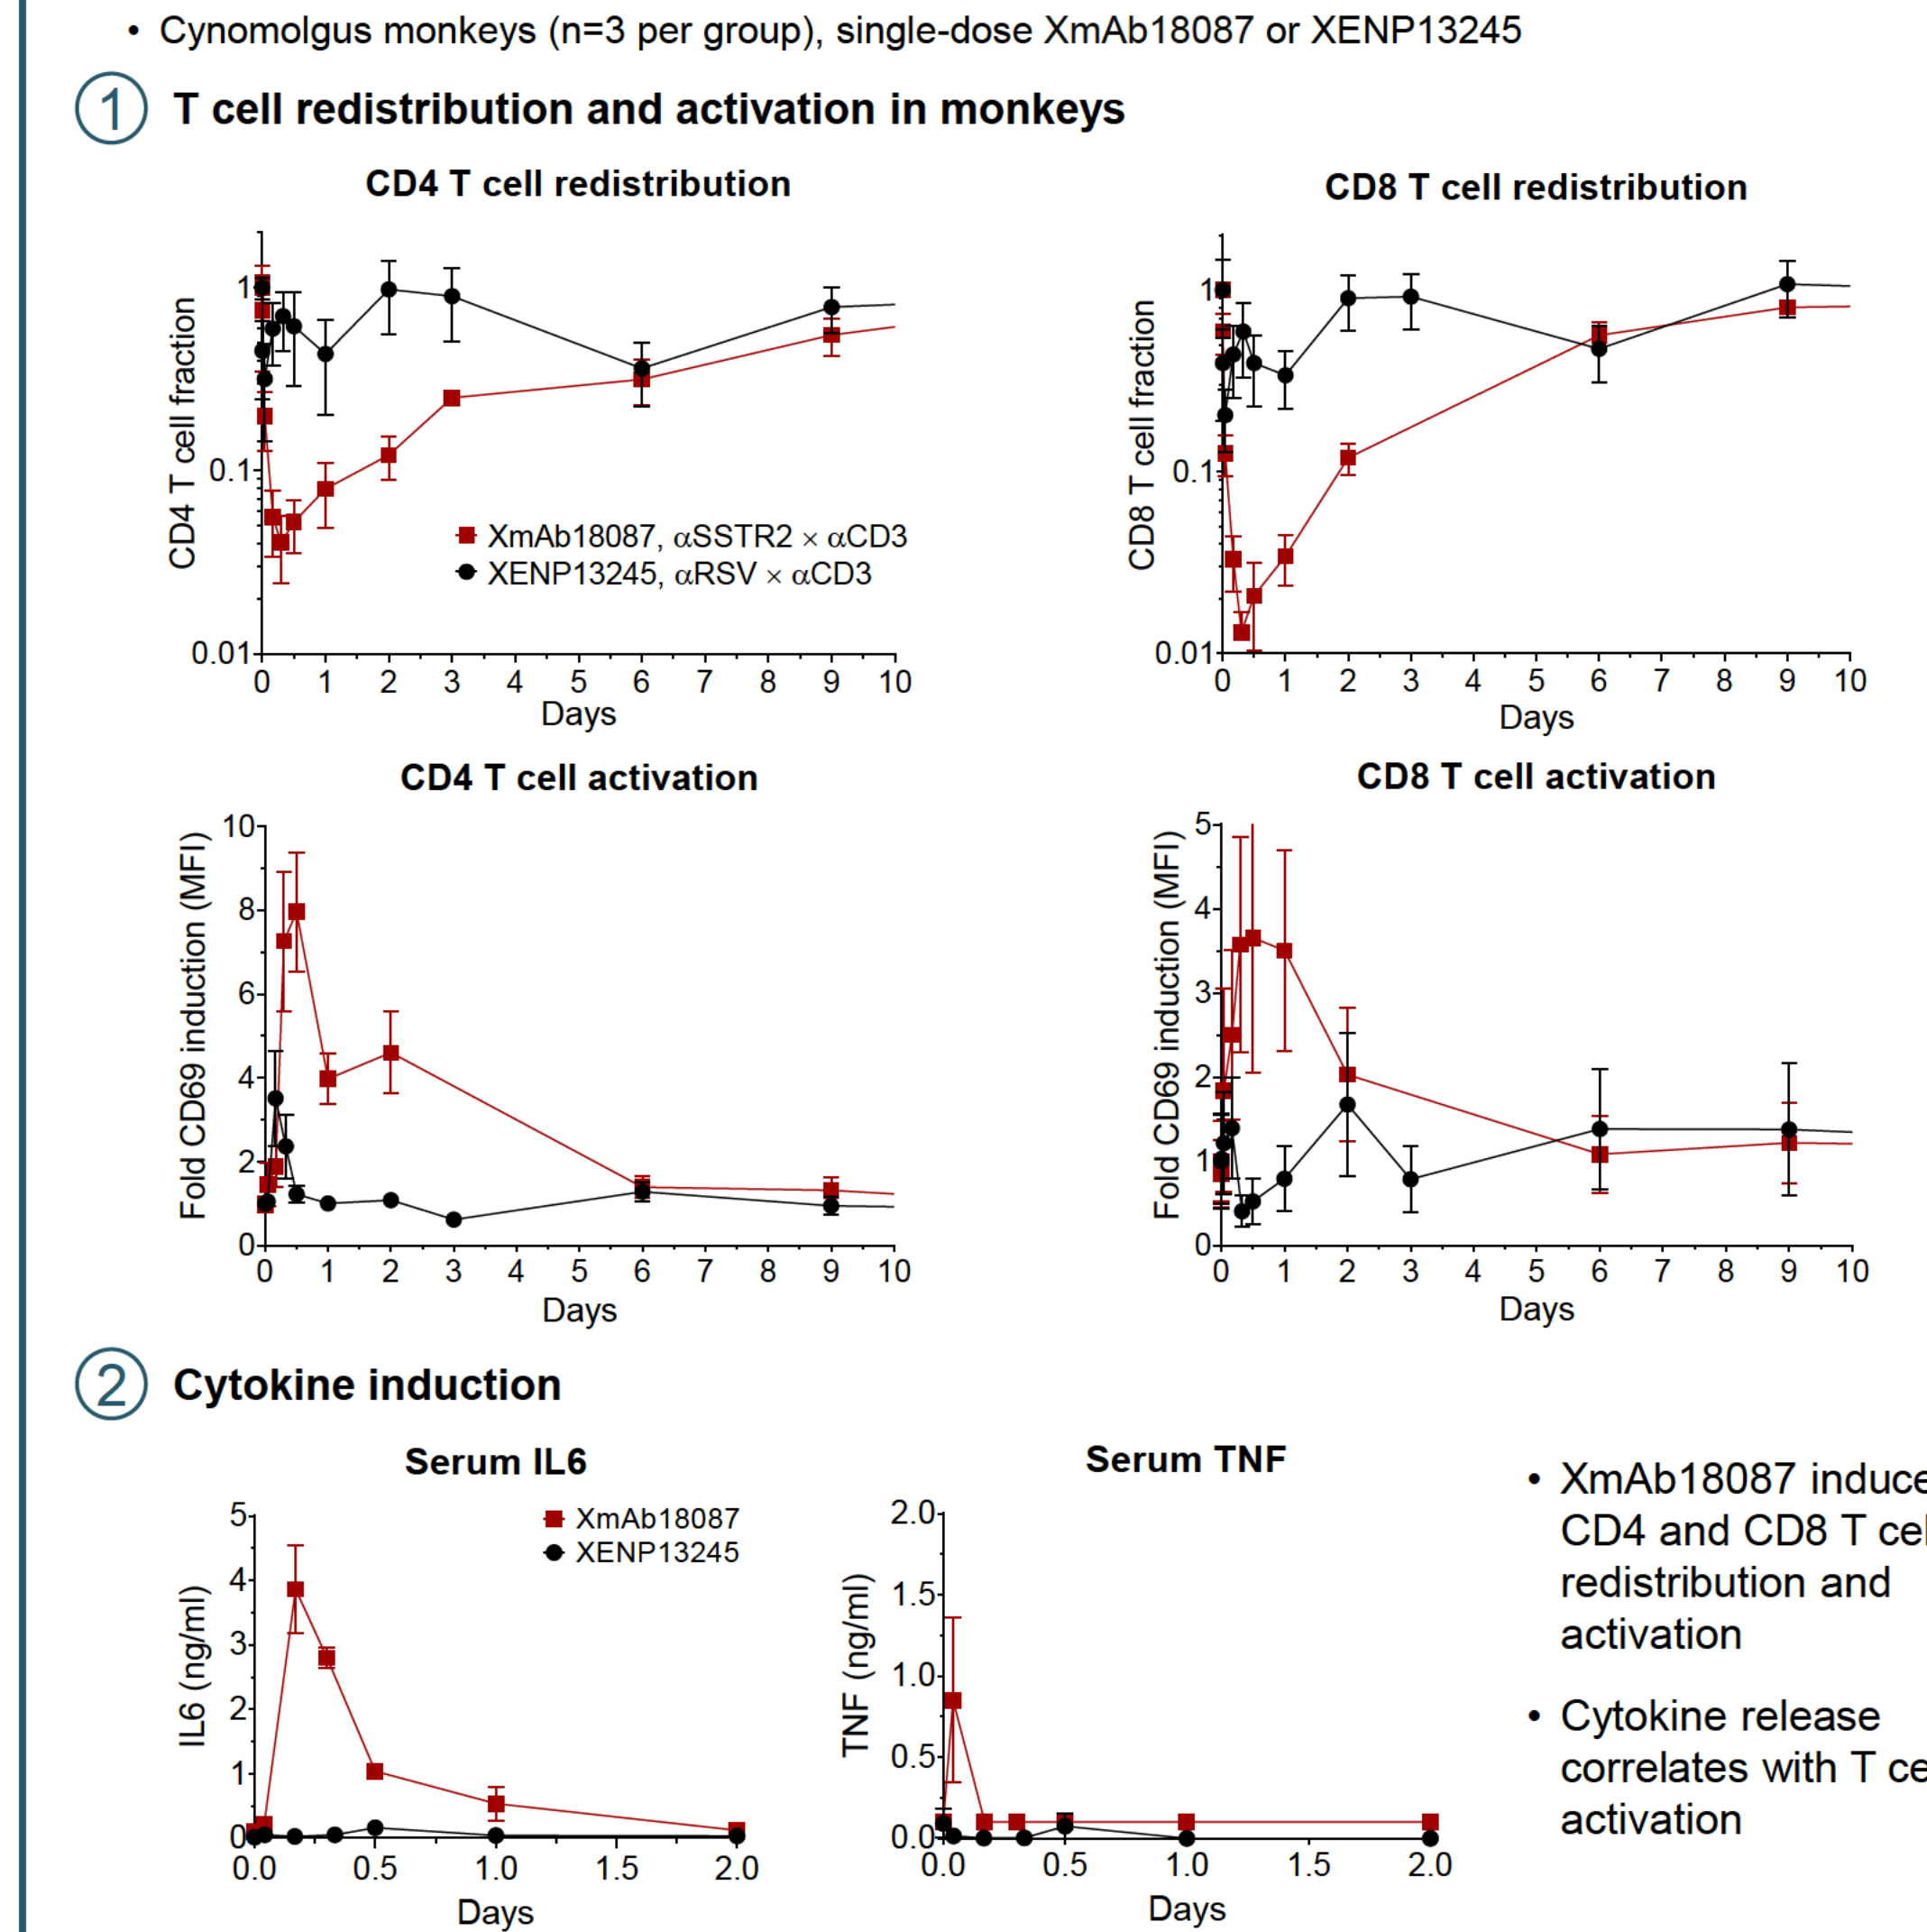 • Cynomolgus monkeys (n=3 per group), single-dose XmAb18087 or XENP13245
1 T cell redistribution and activation in monkeys
CD4 T cell redistribution
CD4 T cell fraction
1
0.1
0.01
0 1 2 3 4 5 6 7 8 9 10
Days
XmAb18087, αSSTR2 × αCD3
XENP13245, αRSV × αCD3
CD8 T cell redistribution
CD8 T cell fraction
1
0.1
0.01
0 1 2 3 4 5 6 7 8 9 10
Days
CD4 T cell activation
Fold CD69 induction (MFI)
10
8
6
4
2
0
0 1 2 3 4 5 6 7 8 9 10
Days
CD8 T cell activation
Fold CD69 induction (MFI)
5
4
3
2
1
0
0 1 2 3 4 5 6 7 8 9 10
Days
2 Cytokine induction
Serum IL6
IL6 (ng/ml)
5
4
3
2
1
0
0.0 0.5 1.0 1.5 2.0
Days
XmAb18087
XENP13245
Serum TNF
TNF (ng/ml)
2.0
1.5
1.0
0.5
0.0
0.0 0.5 1.0 1.5 2.0
Days
• XmAb18087 induce
CD4 and CD8 T cel
redistribution and
activation
• Cytokine release
correlates with T ce
activation